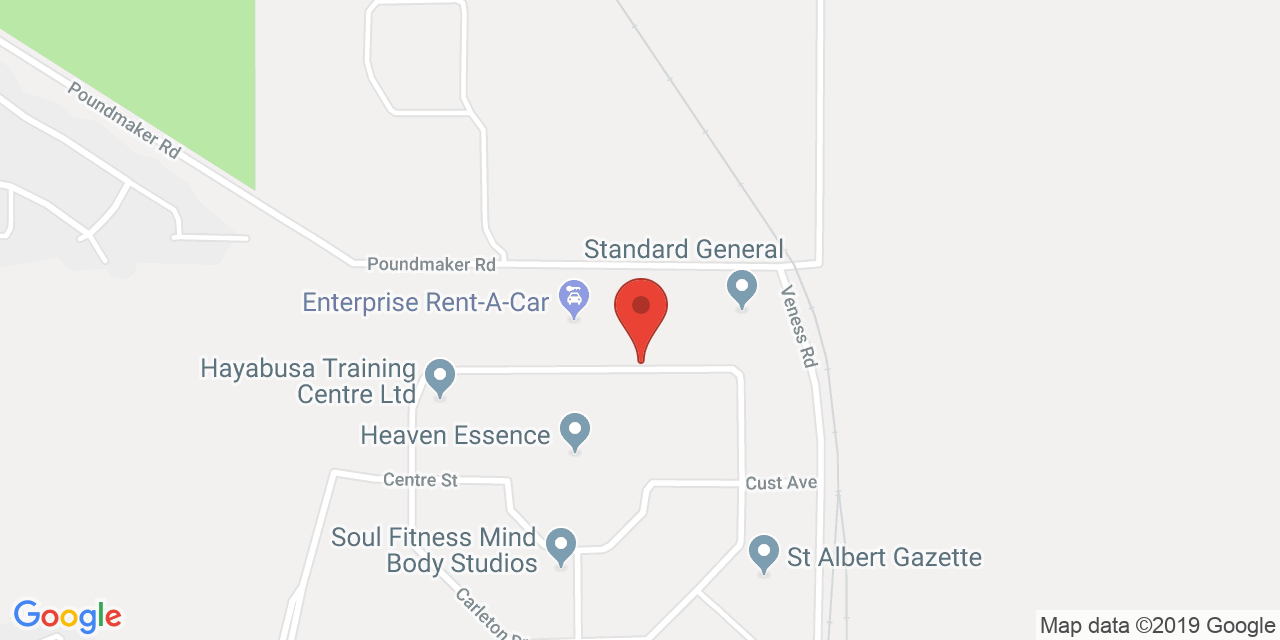 Poundmaker Rd
Standard General
Poundmaker Rd
Enterprise Rent-A-Car
Veness Rd
Hayabusa Training
Centre Ltd
Heaven Essence
Centre St
Cust Ave
Soul Fitness Mind
Body Studios
St Albert Gazette
Carleton
Google
Map data ©2019 Google